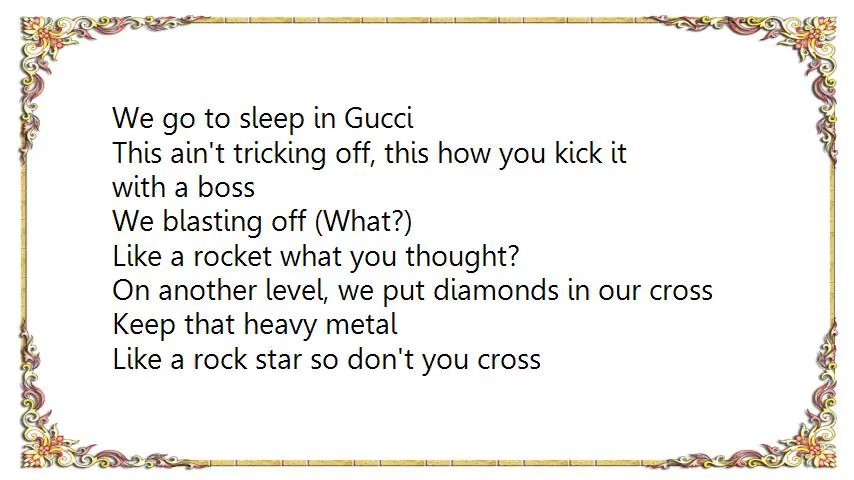 We go to sleep in Gucci
This ain't tricking off, this how you kick it
with a boss
We blasting off (What?)
Like a rocket what you thought?
On another level, we put diamonds in our cross
Keep that heavy metal
Like a rock star so don't you cross